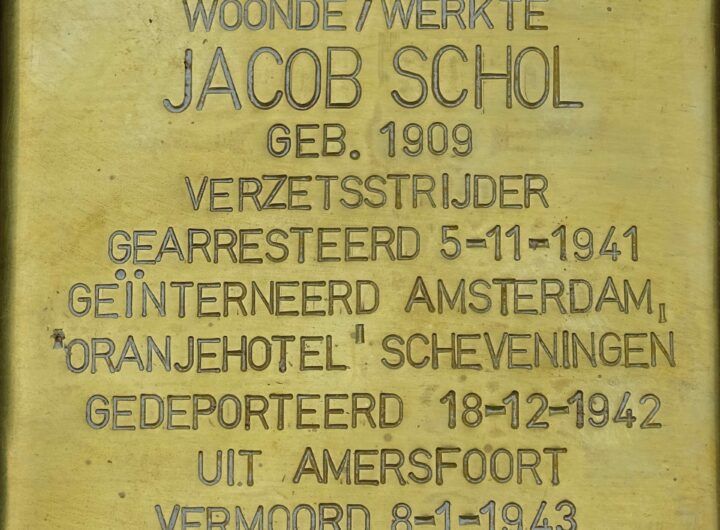 WOONDE/WERKTE
JACOB SCHOL
GEB. 1909
VERZETSSTRIJDER
GEARRESTEERD 5-11-1941
GEÏNTERNEERD AMSTERDAM,
"ORANJEHOTEL" SCHEVENINGEN
GEDEPORTEERD 18-12-1942
UIT AMERSFOORT
VERMOORD 8-1-1943